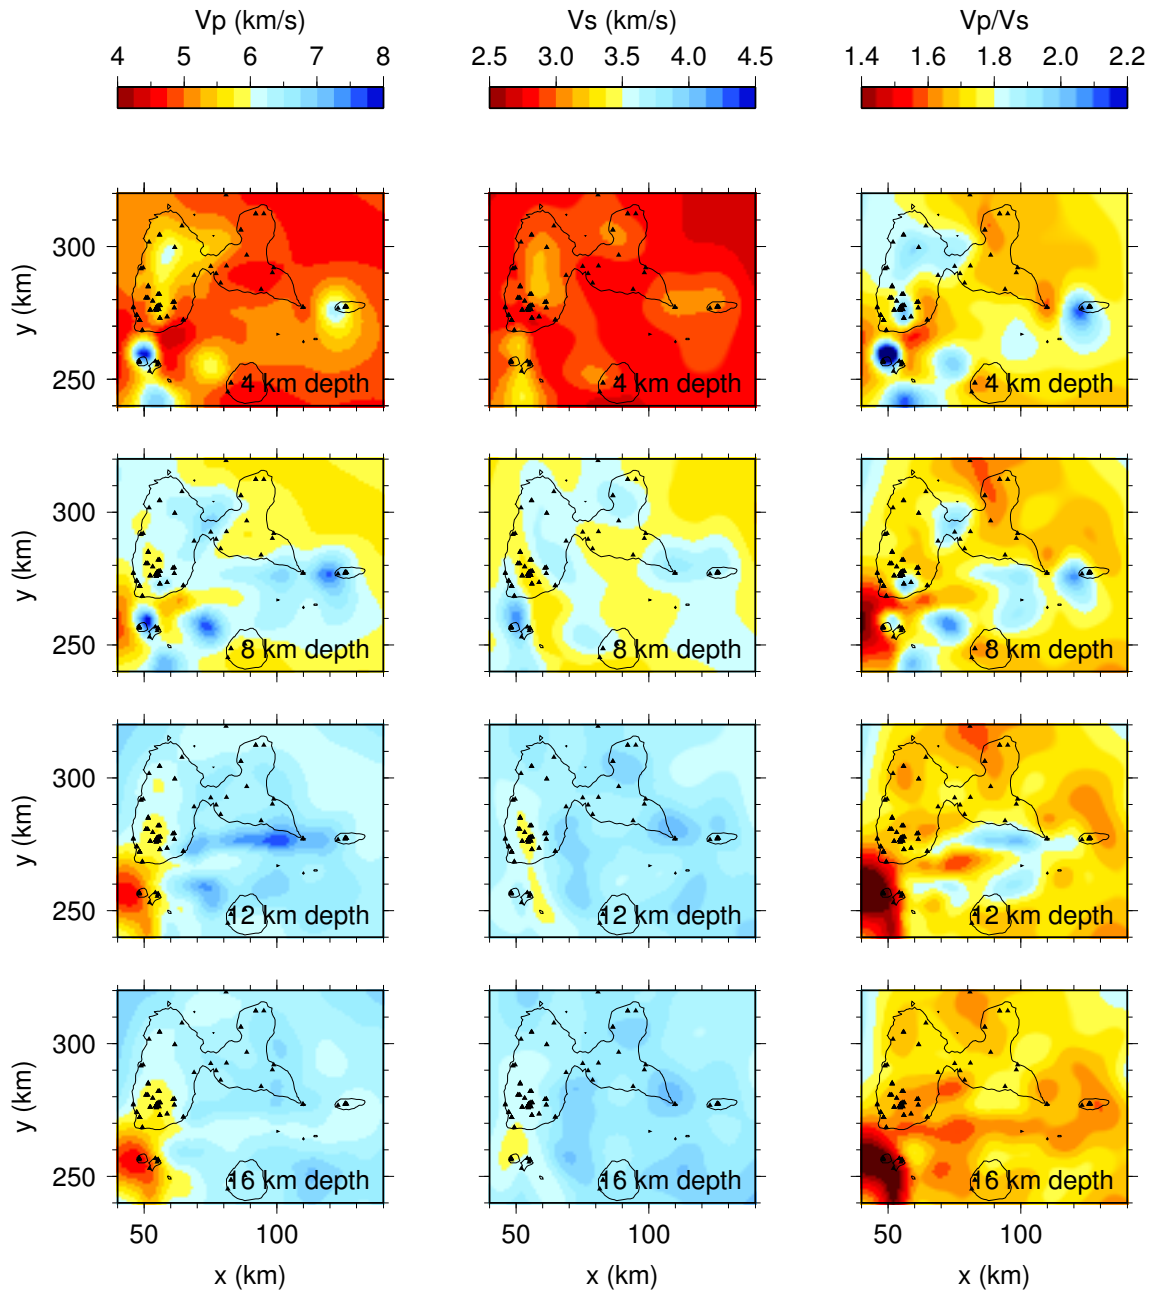 Vp (km/s) Vs (km/s) Vp/Vs
4 5 6 7 8 2.5 3.0 3.5 4.0 4.5 1.4 1.6 1.8 2.0 2.2
300
y (km)
250
4 km depth 4 km depth 4 km depth
300
y (km)
250
8 km depth 8 km depth 8 km depth
300
y (km)
250
12 km depth 12 km depth 12 km depth
300
y (km)
250
16 km depth 16 km depth 16 km depth
50 100 50 100 50 100
x (km) x (km) x (km)